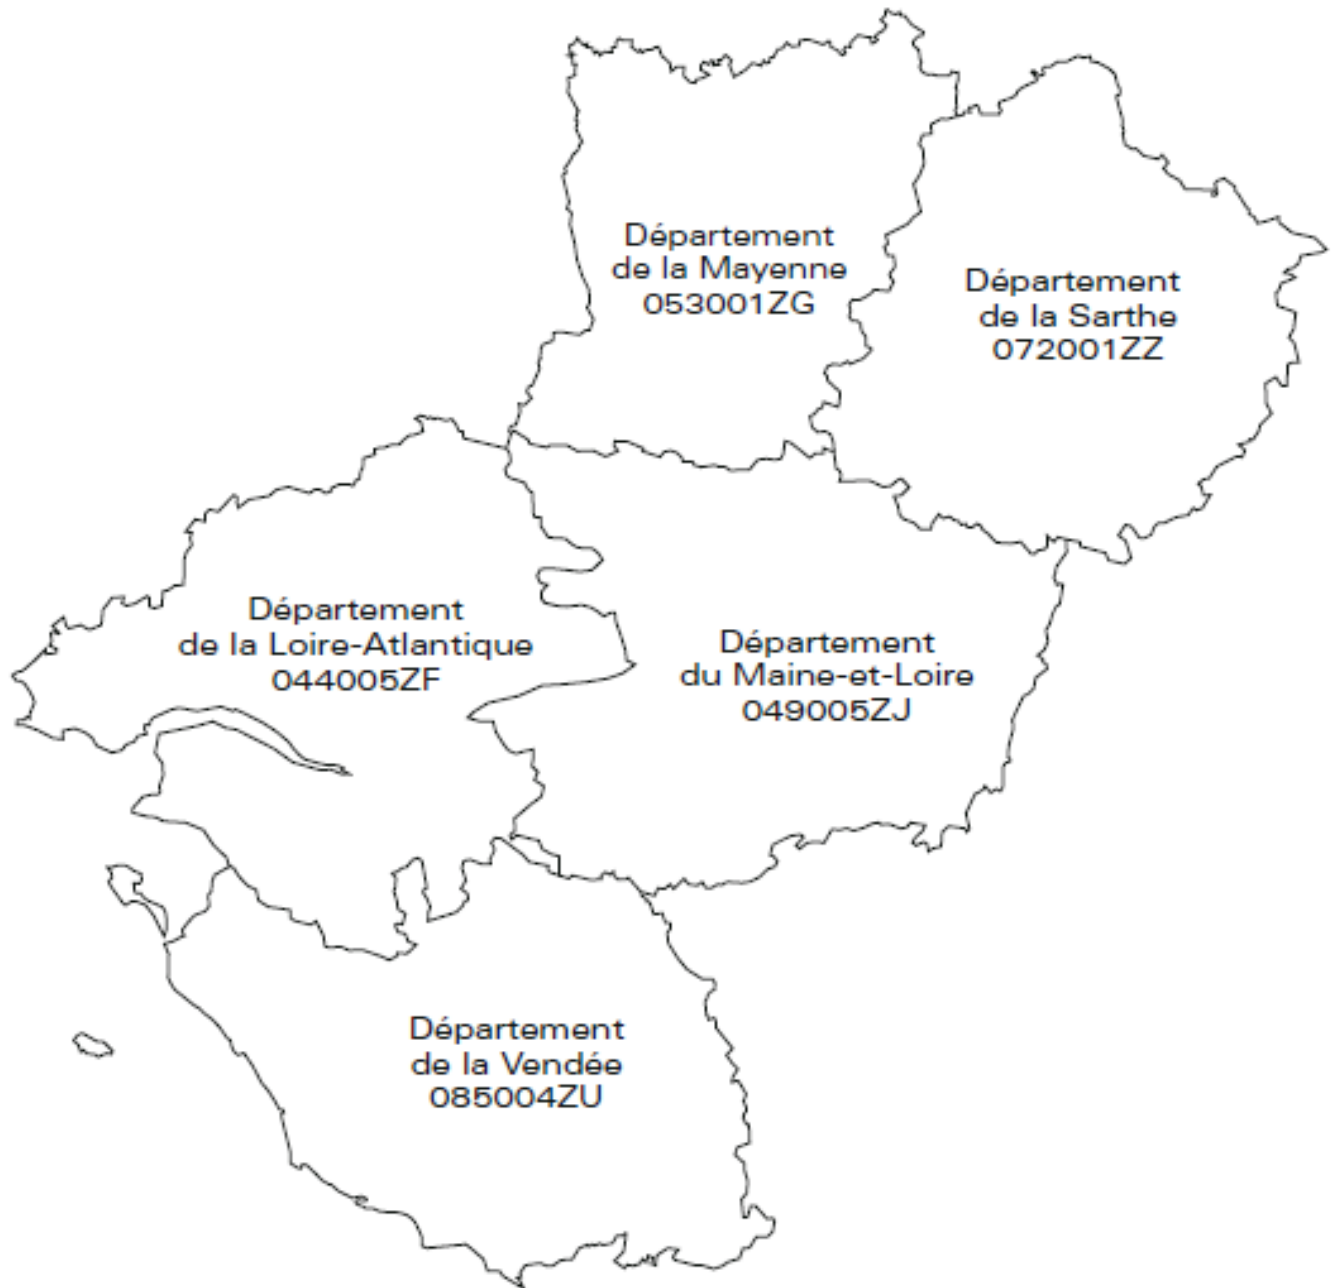 Département
de la Mayenne
053001ZG
Département
de la Sarthe
072001ZZ
Département
de la Loire-Atlantique
044005ZF
Département
du Maine-et-Loire
049005ZJ
Département
de la Vendée
085004ZU